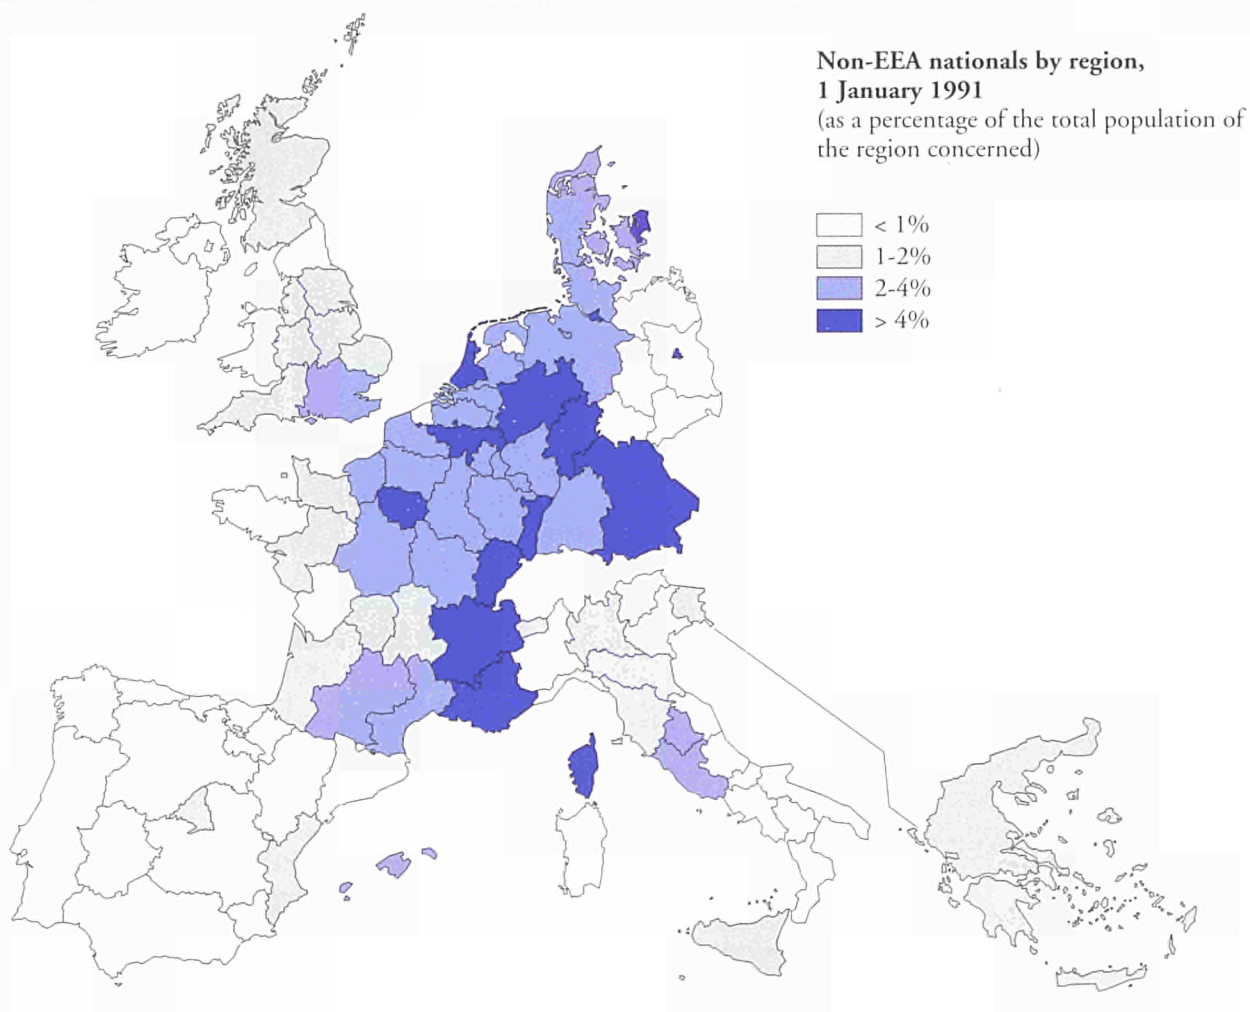 Non-EEA nationals by region,
1 January 1991
(as a percentage of the total population of
the region concerned)
< 1%
1-2%
2-4%
> 4%